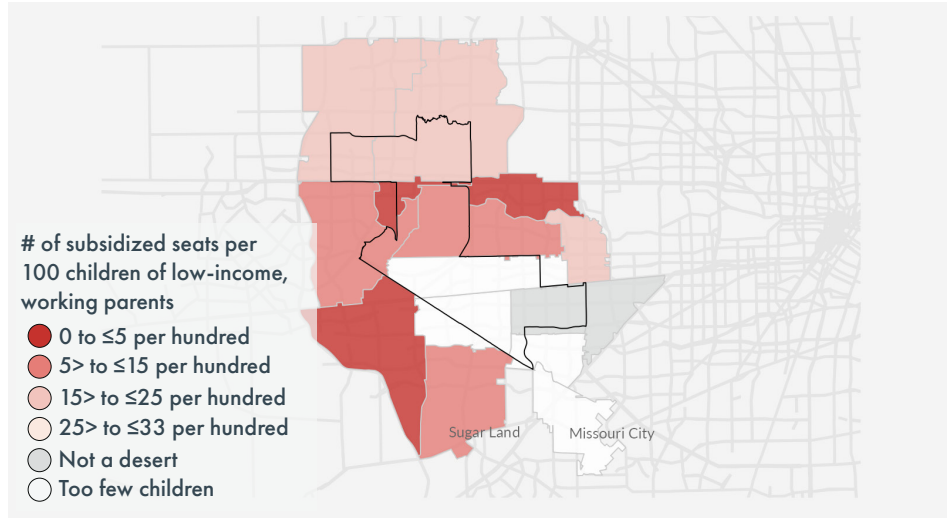 # of subsidized seats per
100 children of low-income,
working parents
0 to ≤5 per hundred
5> to ≤15 per hundred
15> to ≤25 per hundred
25> to ≤33 per hundred
Not a desert
Too few children
Sugar Land
Missouri City